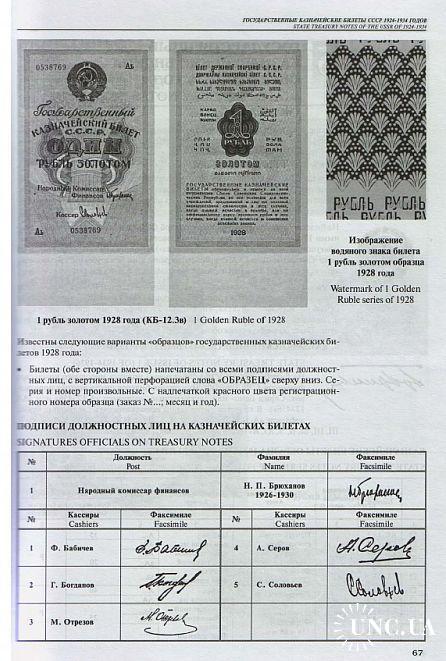 ГОСУДАРСТВЕННЫЕ КАЗНАЧЕЙСКИЕ БИЛЕТЫ СССР 1924-1934 ГОДОВ
STATE TREASURY NOTES OF THE USSR OF 1924-1934
0538769 Аь
Государственный
КАЗНАЧЕЙСКИЙ БИЛЕТ
С.С.С.Р.
ОДИН
РУБЛЬ ЗОЛОТОМ
Народный Комиссар
Финансов
Кассир
Аь 0538769
1
РУБЛЬ
ЗОЛОТОМ
1928
РУБЛЬ РУБЛЬ
Изображение
водяного знака билета
1 рубль золотом образца
1928 года
Watermark of 1 Golden
Ruble series of 1928
1 рубль золотом 1928 года (КБ-12.3в) 1 Golden Ruble of 1928
Известны следующие варианты «образцов» государственных казначейских би-
летов 1928 года:
• Билеты (обе стороны вместе) напечатаны со всеми подписями должност-
ных лиц, с вертикальной перфорацией слова «ОБРАЗЕЦ» сверху вниз. Се-
рия и номер произвольные. С надпечаткой красного цвета регистрацион-
ного номера образца (заказ №...; месяц и год).
ПОДПИСИ ДОЛЖНОСТНЫХ ЛИЦ НА КАЗНАЧЕЙСКИХ БИЛЕТАХ
SIGNATURES OFFICIALS ON TREASURY NOTES
№ Должность Фамилия Факсимиле
Post Name Facsimile
1 Народный комиссар финансов Н. П. Брюханов
1926-1930
№ Кассиры Факсимиле № Кассиры Факсимиле
Cashiers Facsimile Cashiers Facsimile
1 Ф. Бабичев 4 А. Серов
2 Г. Богданов 5 С. Соловьев
3 М. Отрезов
UNC.UA
67